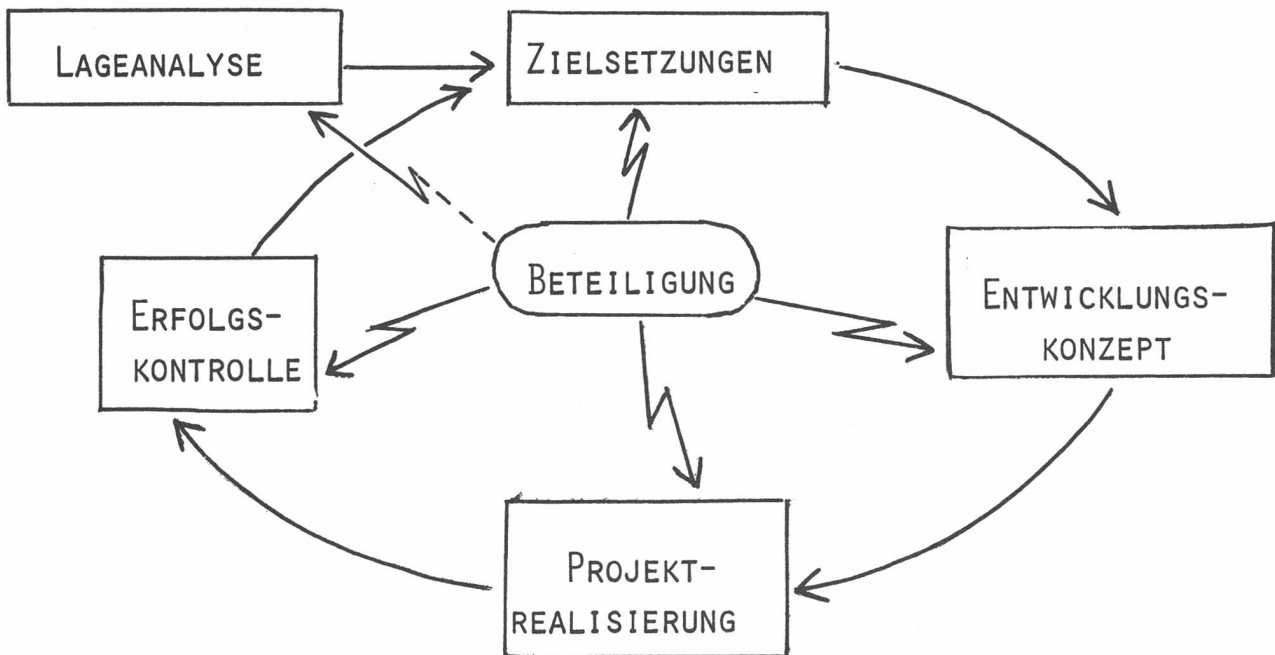 LAGEANALYSE
ZIELSETZUNGEN
BETEILIGUNG
ENTWICKLUNGS-
KONZEPT
ERFOLGS-
KONTROLLE
PROJEKT-
REALISIERUNG